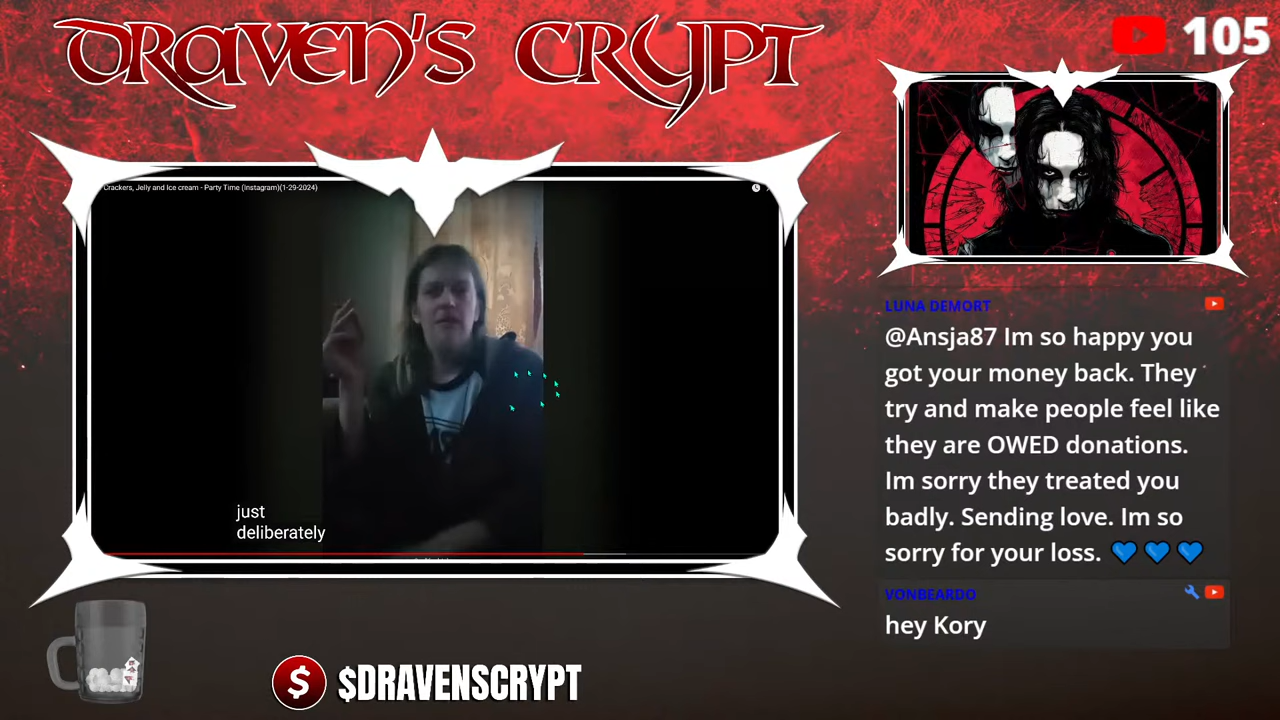 DRAVEN'S CRYPT
105
Crackers, Jelly and Ice cream - Party Time (Instagram)(1-29-2024)
just
deliberately
LUNA DEMORT
@Ansja87 Im so happy you
got your money back. They
try and make people feel like
they are OWED donations.
Im sorry they treated you
badly. Sending love. Im so
sorry for your loss. 💙 💙 💙
VONBEARDO
hey Kory
$ $DRAVENSCRYPT